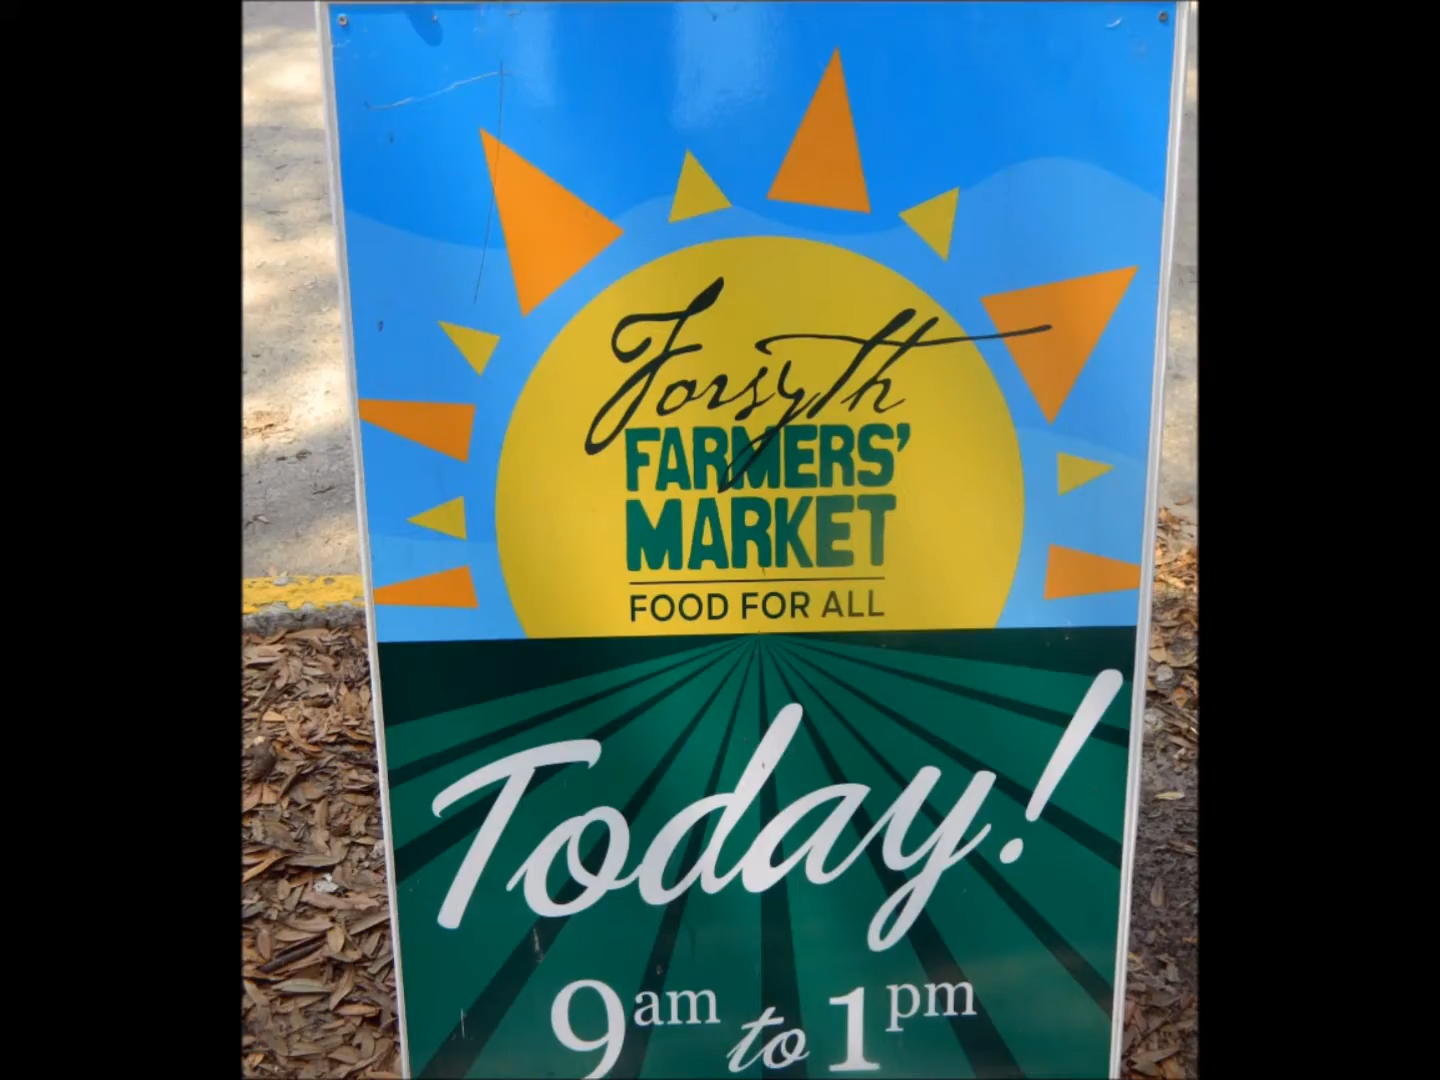 Forsyth
FARMERS'
MARKET
FOOD FOR ALL
Today!
9am to 1pm